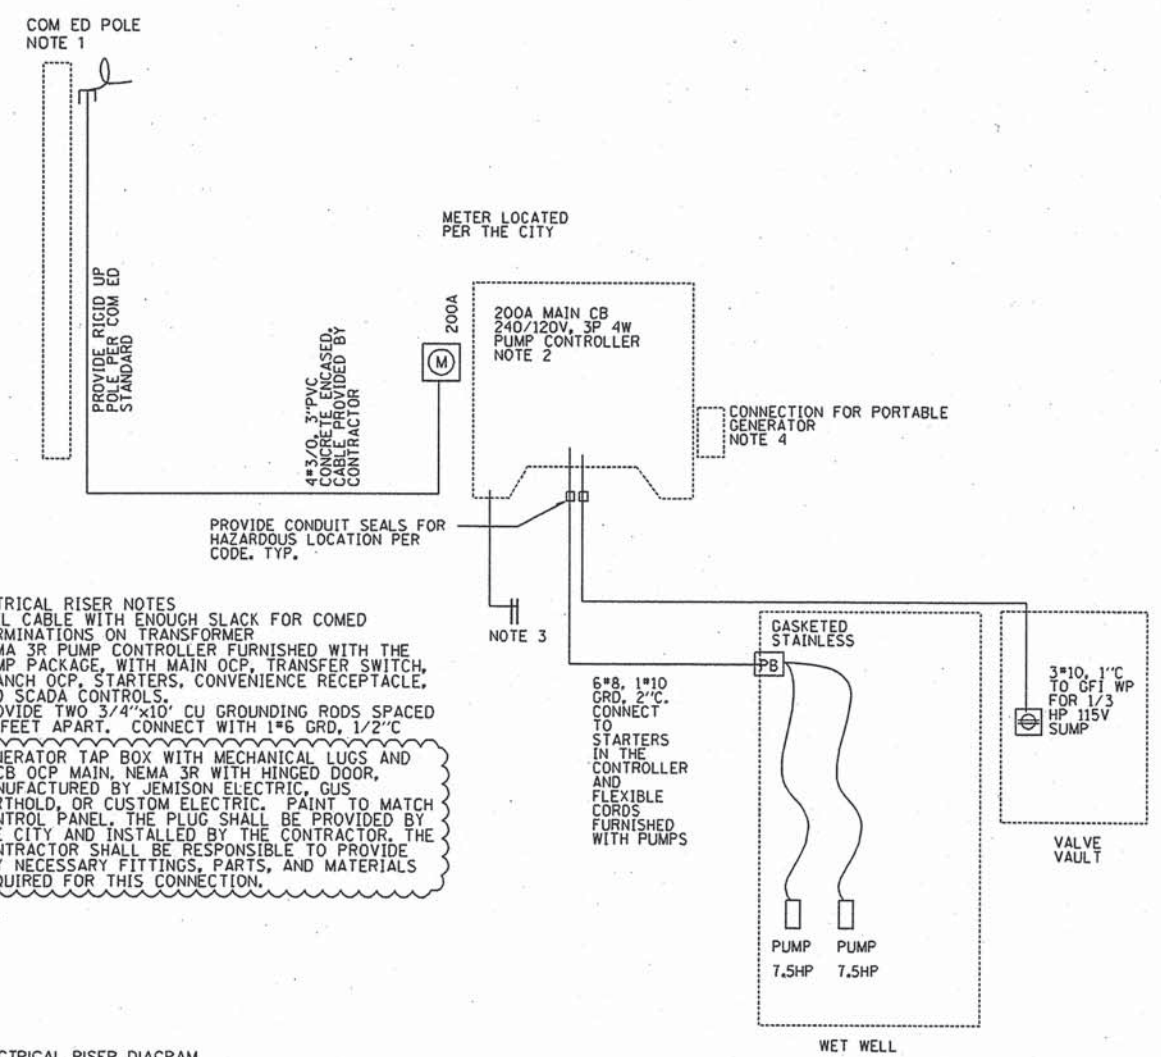 COM ED POLE
NOTE 1
PROVIDE RIGID UP
POLE PER COM ED
STANDARD
4#3/0, 3"PVC
CONCRETE ENCASED,
CABLE PROVIDED BY
CONTRACTOR
METER LOCATED
PER THE CITY
200A
M
200A MAIN CB
240/120V, 3P 4W
PUMP CONTROLLER
NOTE 2
CONNECTION FOR PORTABLE
GENERATOR
NOTE 4
PROVIDE CONDUIT SEALS FOR
HAZARDOUS LOCATION PER
CODE. TYP.
NOTE 3
TRICAL RISER NOTES
L CABLE WITH ENOUGH SLACK FOR COMED
RMINATIONS ON TRANSFORMER
MA 3R PUMP CONTROLLER FURNISHED WITH THE
MP PACKAGE, WITH MAIN OCP, TRANSFER SWITCH,
ANCH OCP, STARTERS, CONVENIENCE RECEPTACLE,
SCADA CONTROLS.
OVIDE TWO 3/4"x10' CU GROUNDING RODS SPACED
FEET APART. CONNECT WITH 1#6 GRD, 1/2"C
NERATOR TAP BOX WITH MECHANICAL LUGS AND
CB OCP MAIN, NEMA 3R WITH HINGED DOOR,
NUFACTURED BY JEMISON ELECTRIC, GUS
RTHOLD, OR CUSTOM ELECTRIC. PAINT TO MATCH
NTROL PANEL. THE PLUG SHALL BE PROVIDED BY
E CITY AND INSTALLED BY THE CONTRACTOR. THE
NTRACTOR SHALL BE RESPONSIBLE TO PROVIDE
Y NECESSARY FITTINGS, PARTS, AND MATERIALS
QUIRED FOR THIS CONNECTION.
6#8, 1#10
GRD, 2"C.
CONNECT
TO
STARTERS
IN THE
CONTROLLER
AND
FLEXIBLE
CORDS
FURNISHED
WITH PUMPS
GASKETED
STAINLESS
PB
3#10, 1"C
TO GFI WP
FOR 1/3
HP 115V
SUMP
VALVE
VAULT
PUMP PUMP
7.5HP 7.5HP
WET WELL
CTRICAL RISER DIAGRAM